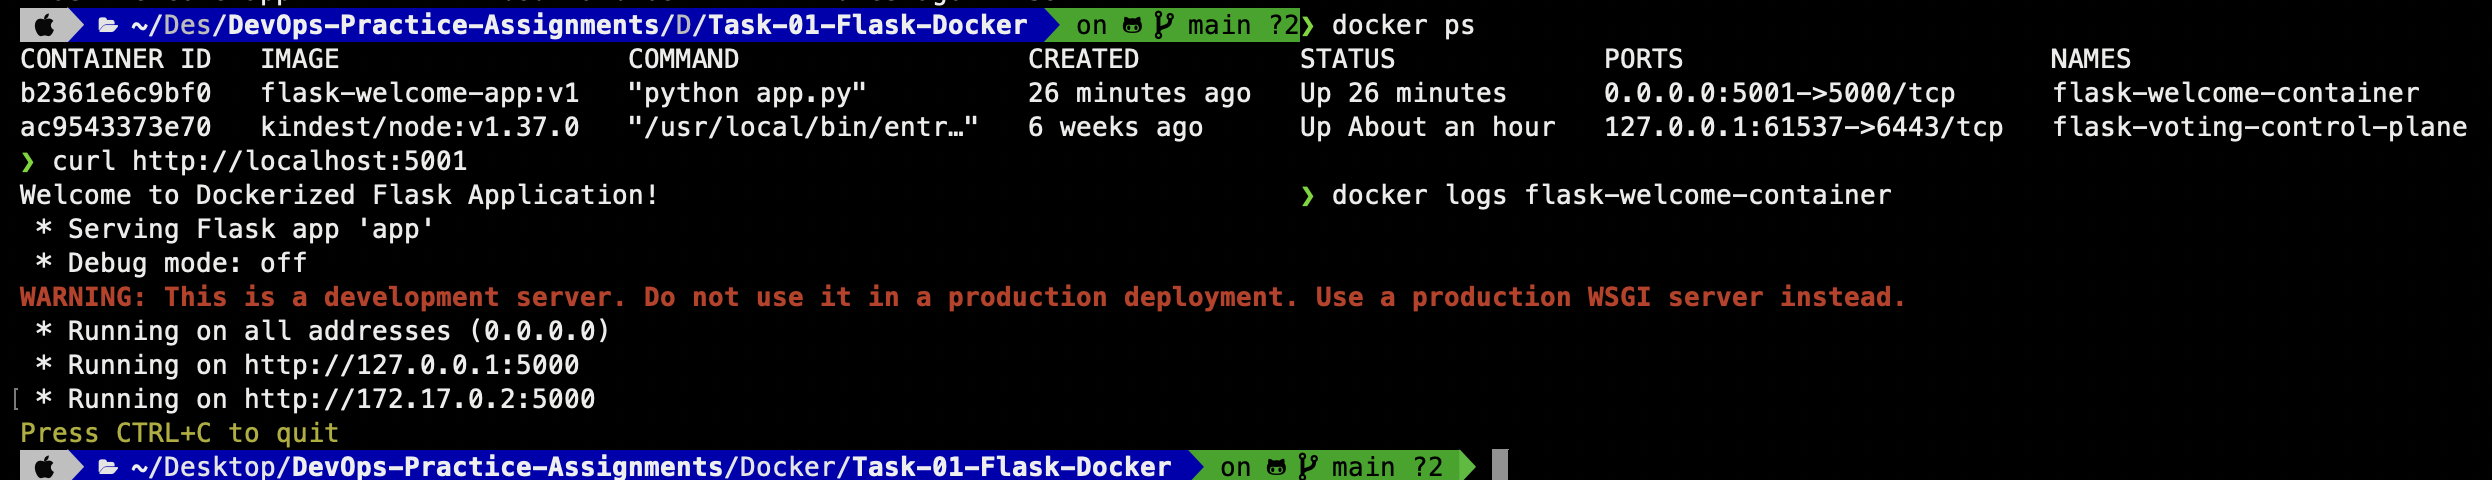 ~/Des/DevOps-Practice-Assignments/D/Task-01-Flask-Docker on main ?2❯ docker ps
CONTAINER ID IMAGE COMMAND CREATED STATUS PORTS NAMES
b2361e6c9bf0 flask-welcome-app:v1 "python app.py" 26 minutes ago Up 26 minutes 0.0.0.0:5001->5000/tcp flask-welcome-container
ac9543373e70 kindest/node:v1.37.0 "/usr/local/bin/entr…" 6 weeks ago Up About an hour 127.0.0.1:61537->6443/tcp flask-voting-control-plane
❯ curl http://localhost:5001
Welcome to Dockerized Flask Application! ❯ docker logs flask-welcome-container
* Serving Flask app 'app'
* Debug mode: off
WARNING: This is a development server. Do not use it in a production deployment. Use a production WSGI server instead.
* Running on all addresses (0.0.0.0)
* Running on http://127.0.0.1:5000
[ * Running on http://172.17.0.2:5000
Press CTRL+C to quit
~/Desktop/DevOps-Practice-Assignments/Docker/Task-01-Flask-Docker on main ?2